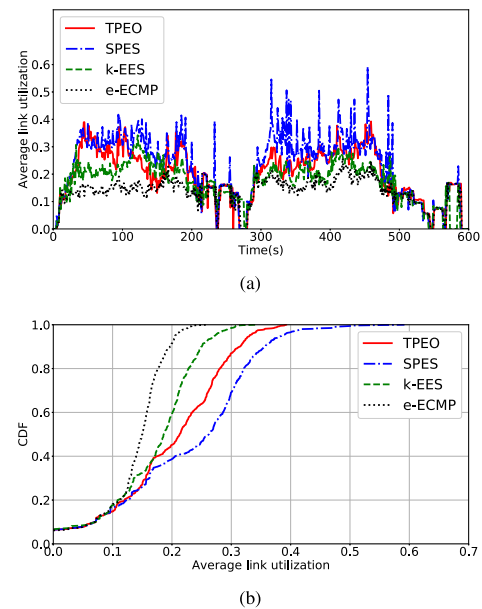 TPEO
SPES
k-EES
e-ECMP
Average link utilization
0.6
0.5
0.4
0.3
0.2
0.1
0.0
0 100 200 300 400 500 600
Time(s)
(a)
TPEO
SPES
k-EES
e-ECMP
CDF
1.0
0.8
0.6
0.4
0.2
0.0
0.0 0.1 0.2 0.3 0.4 0.5 0.6 0.7
Average link utilization
(b)